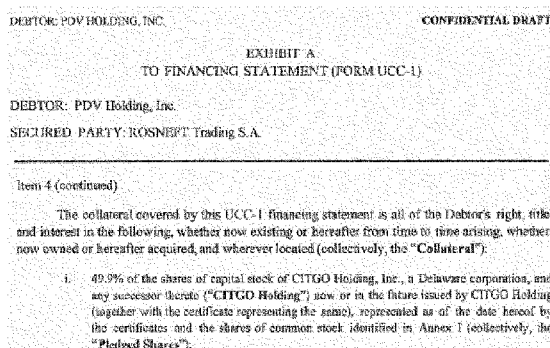 DEBTOR: PDV HOLDING, INC. CONFIDENTIAL DRAFT
EXHIBIT A
TO FINANCING STATEMENT (FORM UCC-1)
DEBTOR: PDV Holding, Inc.
SECURED PARTY: ROSNEFT Trading S.A.
Item 4 (continued)
The collateral covered by this UCC-1 financing statement is all of the Debtor's right, title
and interest in the following, whether now existing or hereafter from time to time arising, whether
now owned or hereafter acquired, and wherever located (collectively, the "Collateral"):
i. 49.9% of the shares of capital stock of CITGO Holding, Inc., a Delaware corporation, and
any successor thereto ("CITGO Holding") now or in the future issued by CITGO Holding
(together with the certificate representing the same), represented as of the date hereof by
the certificates and the shares of common stock identified in Annex I (collectively, the
"Pledged Shares");